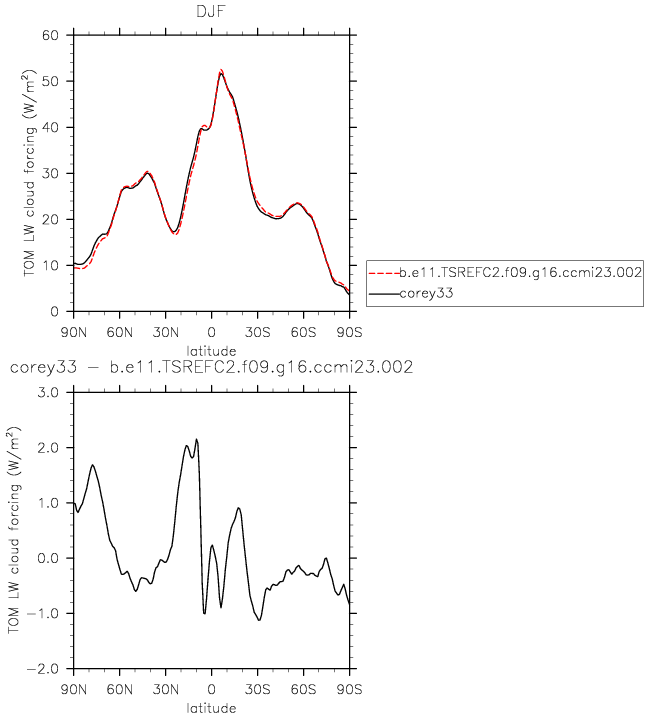 DJF
TOM LW cloud forcing (W/m²)
60
50
40
30
20
10
0
90N 60N 30N 0 30S 60S 90S
latitude
b.e11.TSREFC2.f09.g16.ccmi23.002
corey33
corey33 − b.e11.TSREFC2.f09.g16.ccmi23.002
TOM LW cloud forcing (W/m²)
3.0
2.0
1.0
0.0
−1.0
−2.0
90N 60N 30N 0 30S 60S 90S
latitude